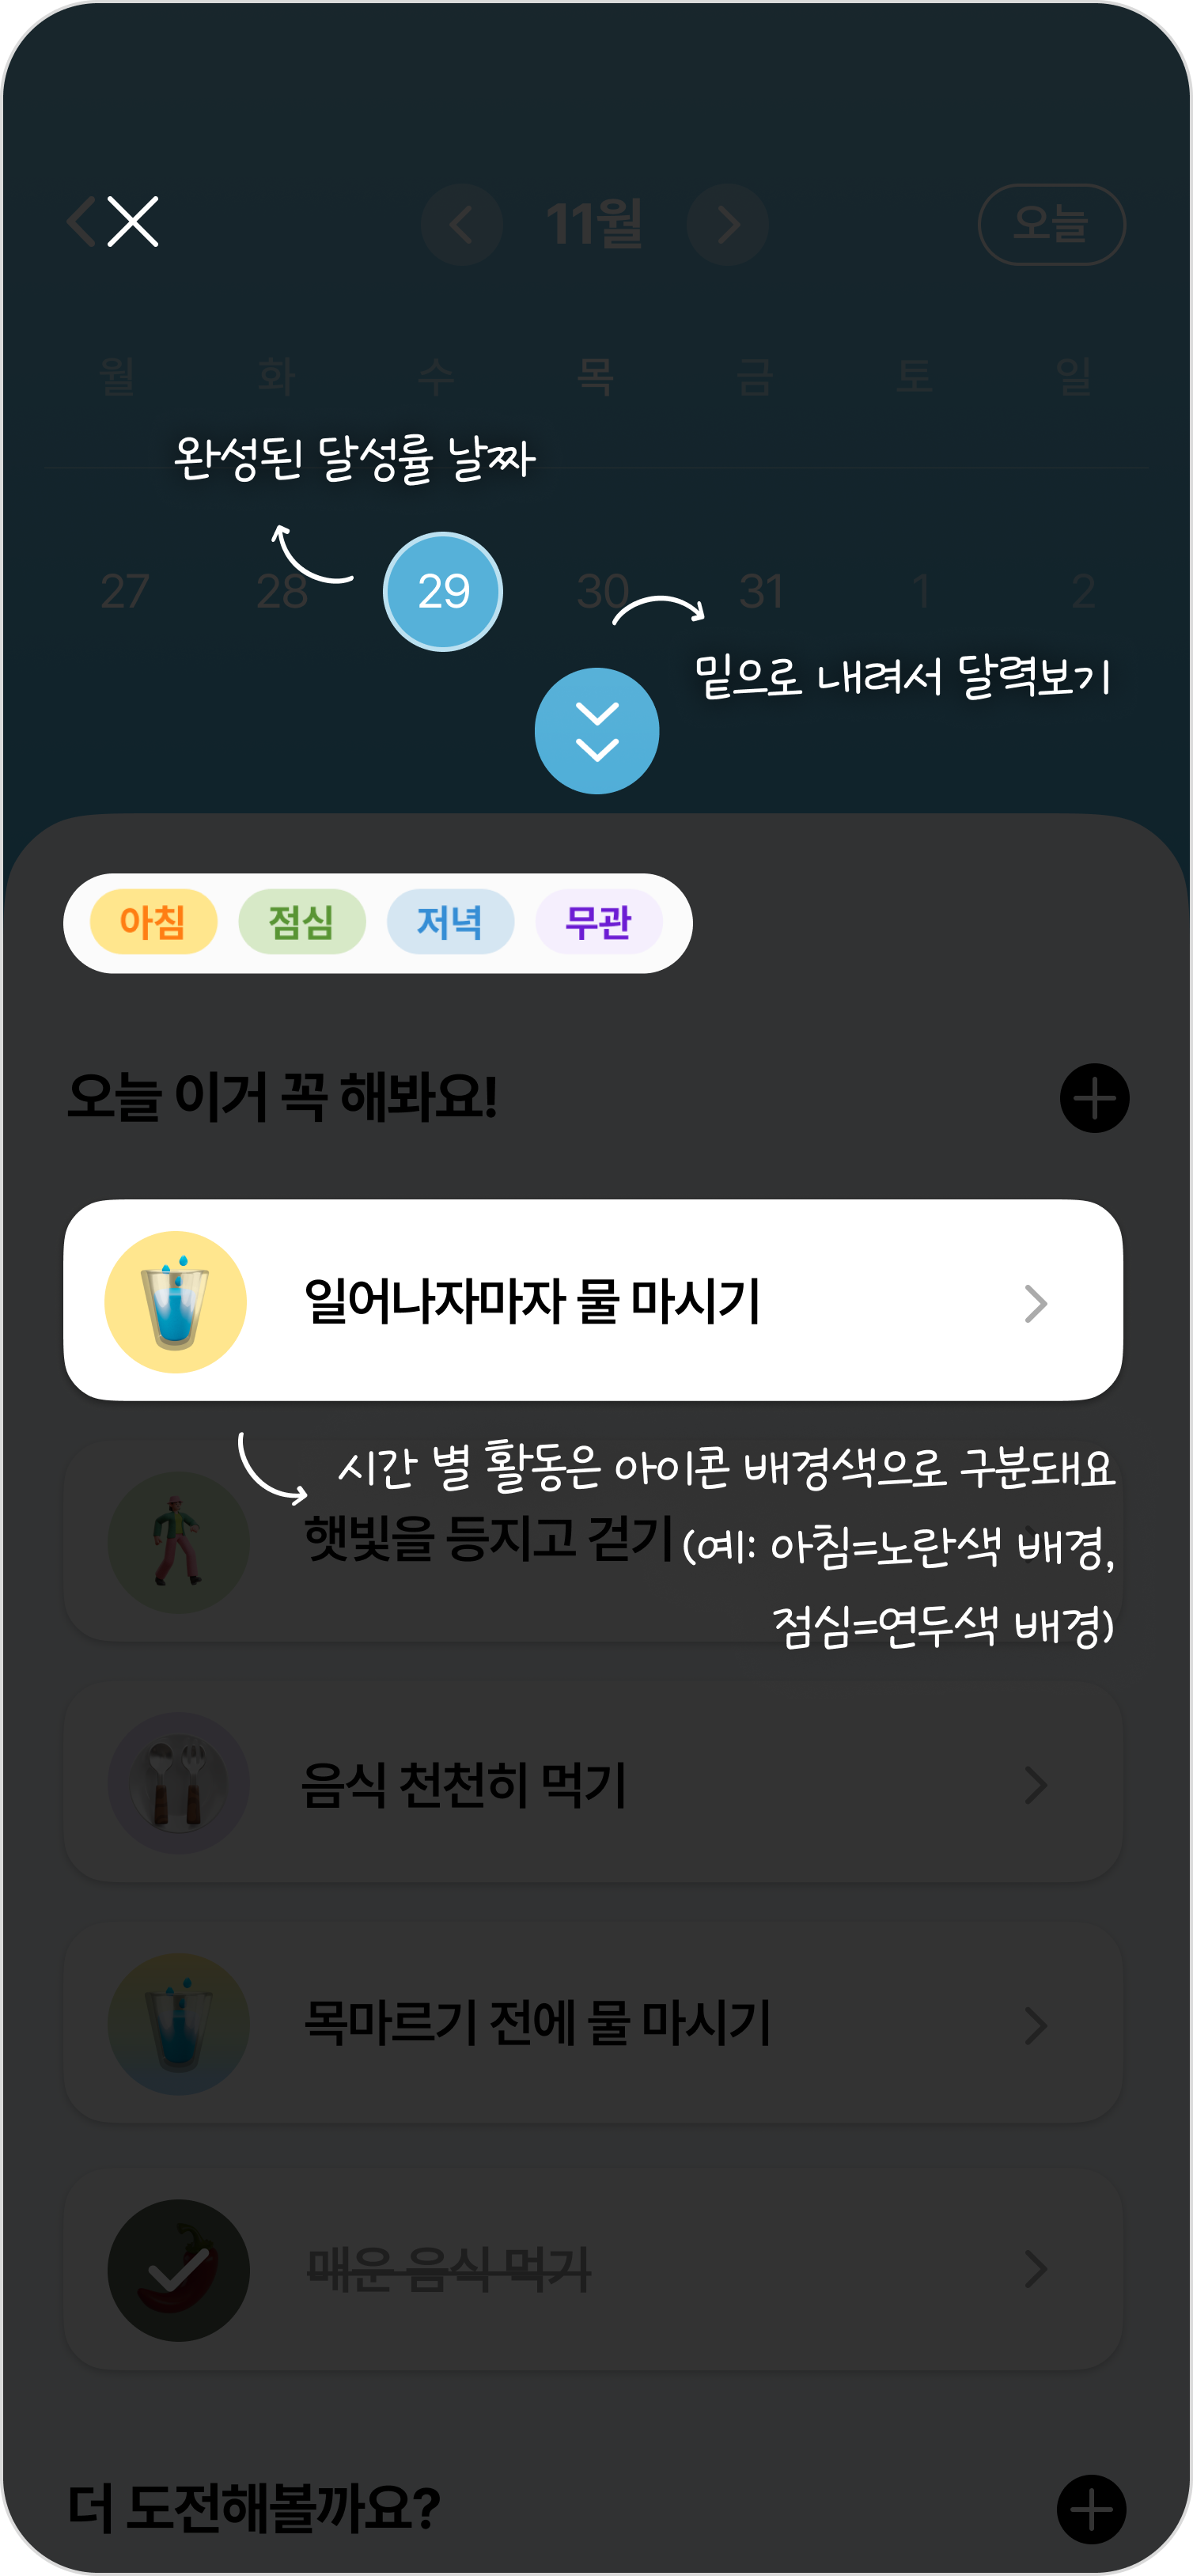 11월
오늘
월 화 수 목 금 토 일
완성된 달성률 날짜
27 28 29 30 31 1 2
밑으로 내려서 달력보기
아침 점심 저녁 무관
오늘 이거 꼭 해봐요!
일어나자마자 물 마시기
시간 별 활동은 아이콘 배경색으로 구분돼요
햇빛을 등지고 걷기
(예: 아침=노란색 배경,
점심=연두색 배경)
음식 천천히 먹기
목마르기 전에 물 마시기
매운 음식 먹기
더 도전해볼까요?